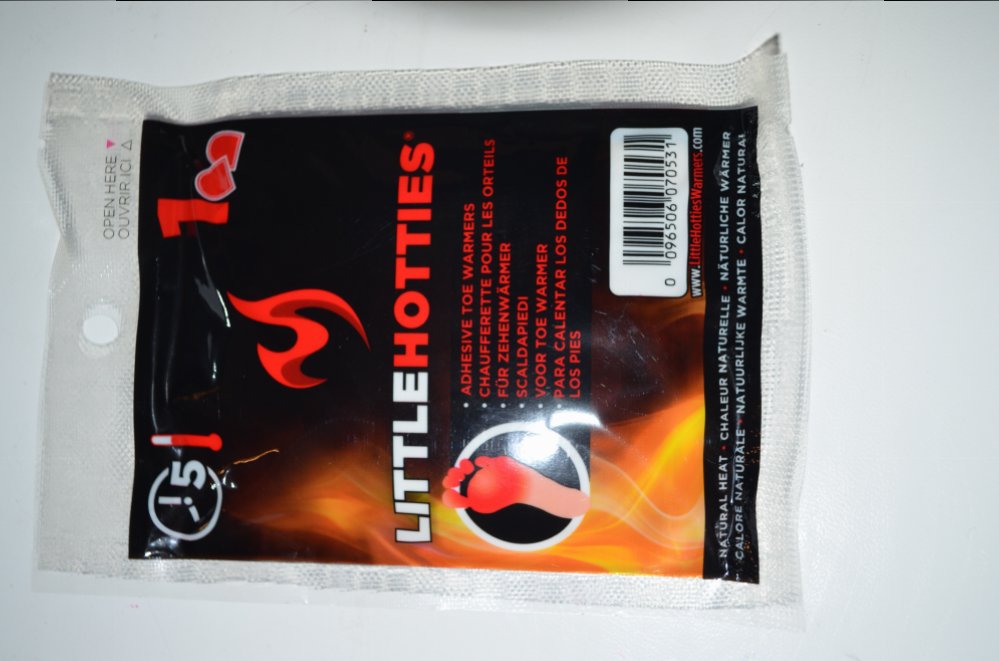 OPEN HERE ▼
OUVRIR ICI △
5
1
LITTLEHOTTIES®
• ADHESIVE TOE WARMERS
• CHAUFFERETTE POUR LES ORTEILS
• FÜR ZEHENWÄRMER
• SCALDAPIEDI
• VOOR TOE WARMER
• PARA CALENTAR LOS DEDOS DE
LOS PIES
0 096506 070531
www.LittleHottiesWarmers.com
NATURAL HEAT • CHALEUR NATURELLE • NÄTURLICHE WÄRMER
CALORE NATURALE • NATUURLIJKE WARMTE • CALOR NATURAL